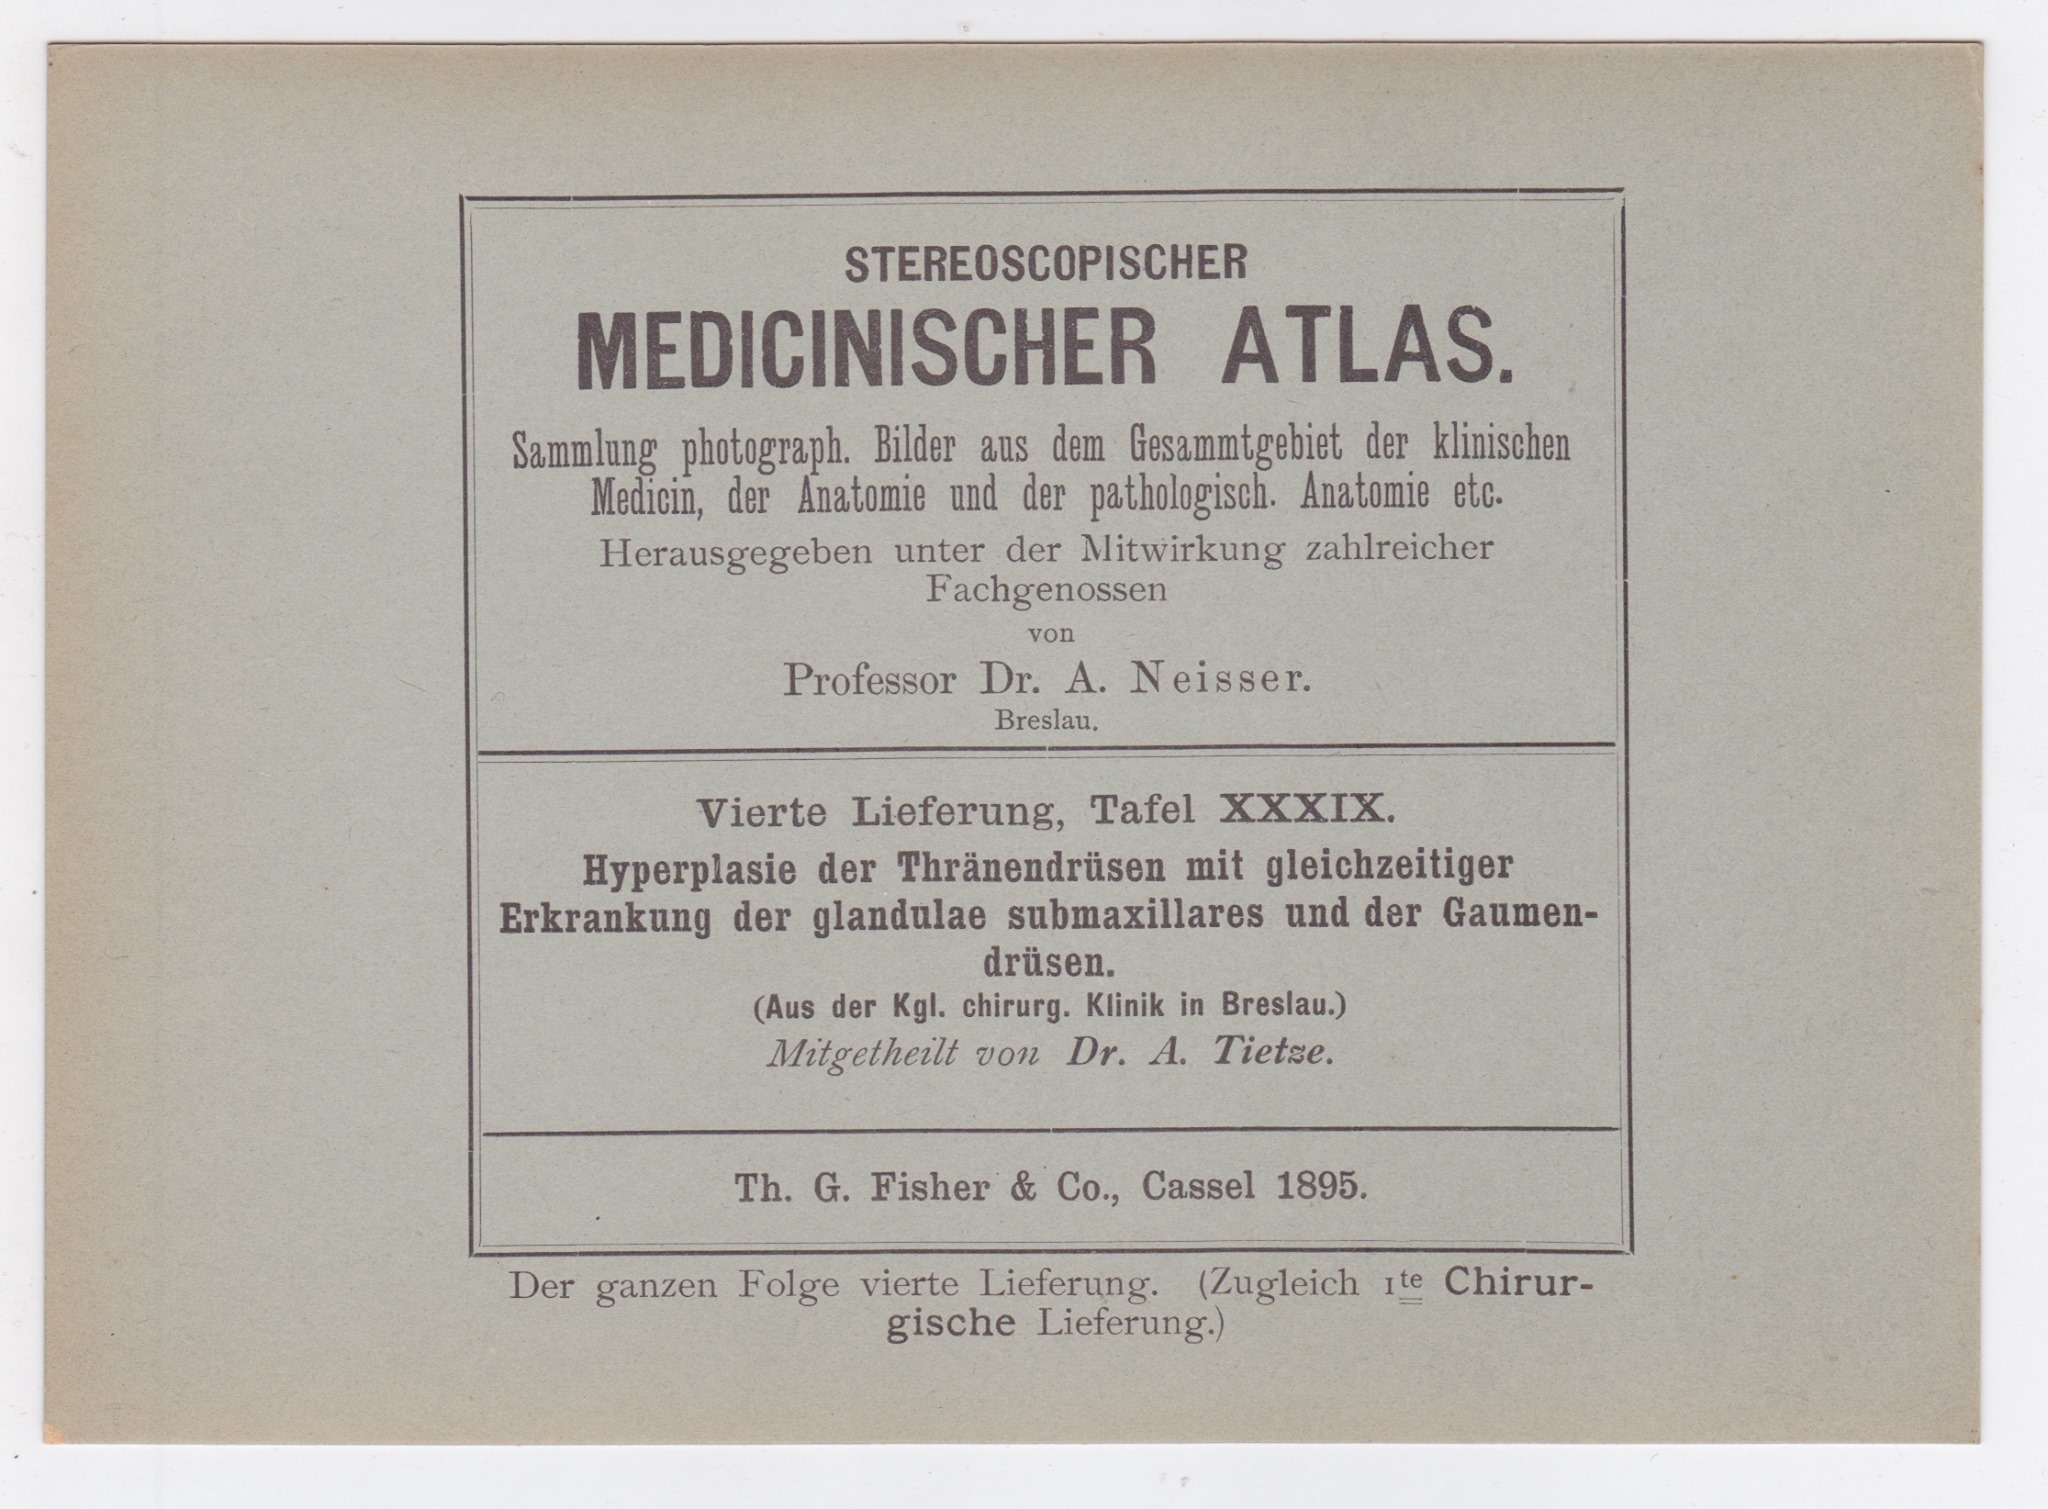 STEREOSCOPISCHER
MEDICINISCHER ATLAS.
Sammlung photograph. Bilder aus dem Gesammtgebiet der klinischen
Medicin, der Anatomie und der pathologisch. Anatomie etc.
Herausgegeben unter der Mitwirkung zahlreicher
Fachgenossen
von
Professor Dr. A. Neisser.
Breslau.
Vierte Lieferung, Tafel XXXIX.
Hyperplasie der Thränendrüsen mit gleichzeitiger
Erkrankung der glandulae submaxillares und der Gaumen-
drüsen.
(Aus der Kgl. chirurg. Klinik in Breslau.)
Mitgetheilt von Dr. A. Tietze.
Th. G. Fisher & Co., Cassel 1895.
Der ganzen Folge vierte Lieferung. (Zugleich 1te Chirur-
gische Lieferung.)